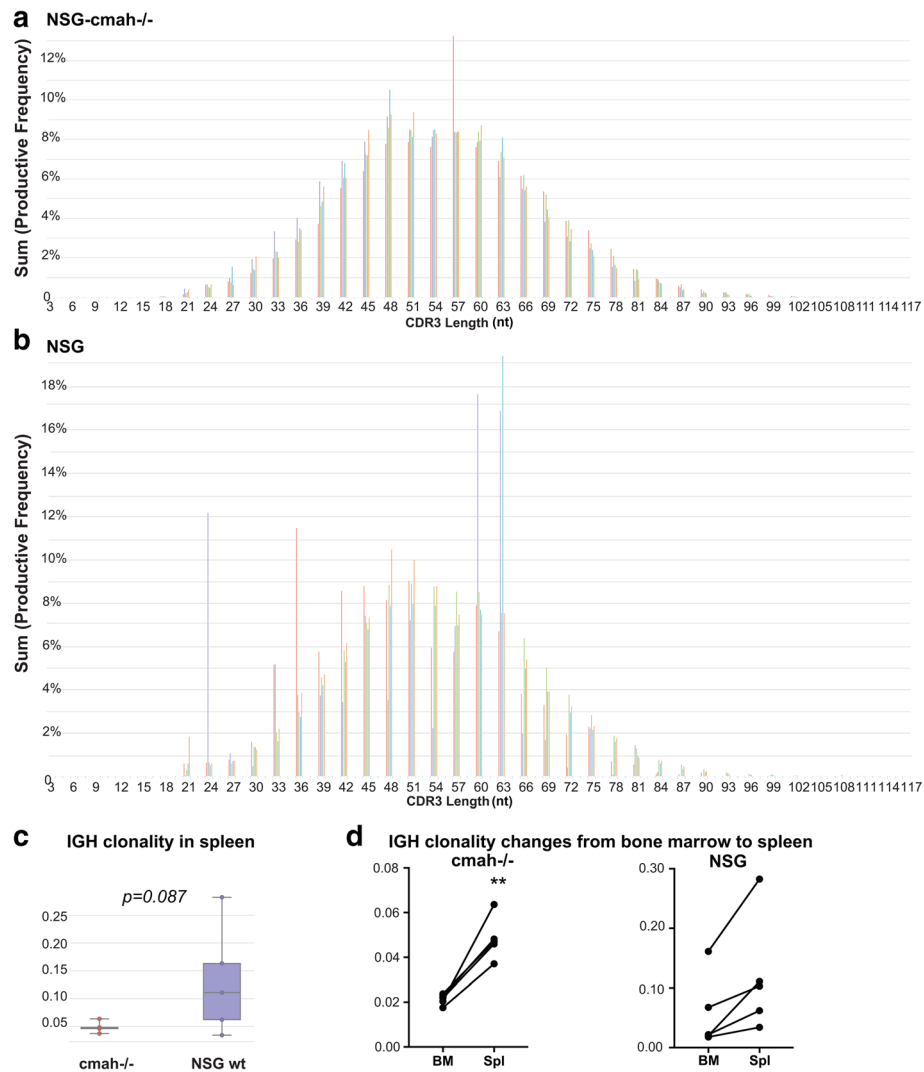 a NSG-cmah-/-
Sum (Productive Frequency)
12%
10%
8%
6%
4%
2%
0
3 6 9 12 15 18 21 24 27 30 33 36 39 42 45 48 51 54 57 60 63 66 69 72 75 78 81 84 87 90 93 96 99 102 105 108 111 114 117
CDR3 Length (nt)
b NSG
Sum (Productive Frequency)
18%
16%
14%
12%
10%
8%
6%
4%
2%
0
3 6 9 12 15 18 21 24 27 30 33 36 39 42 45 48 51 54 57 60 63 66 69 72 75 78 81 84 87 90 93 96 99 102 105 108 111 114 117
CDR3 Length (nt)
c IGH clonality in spleen
p=0.087
0.25
0.20
0.15
0.10
0.05
cmah-/- NSG wt
d IGH clonality changes from bone marrow to spleen
cmah-/-
**
0.08
0.06
0.04
0.02
0.00
BM Spl
NSG
0.30
0.20
0.10
0.00
BM Spl